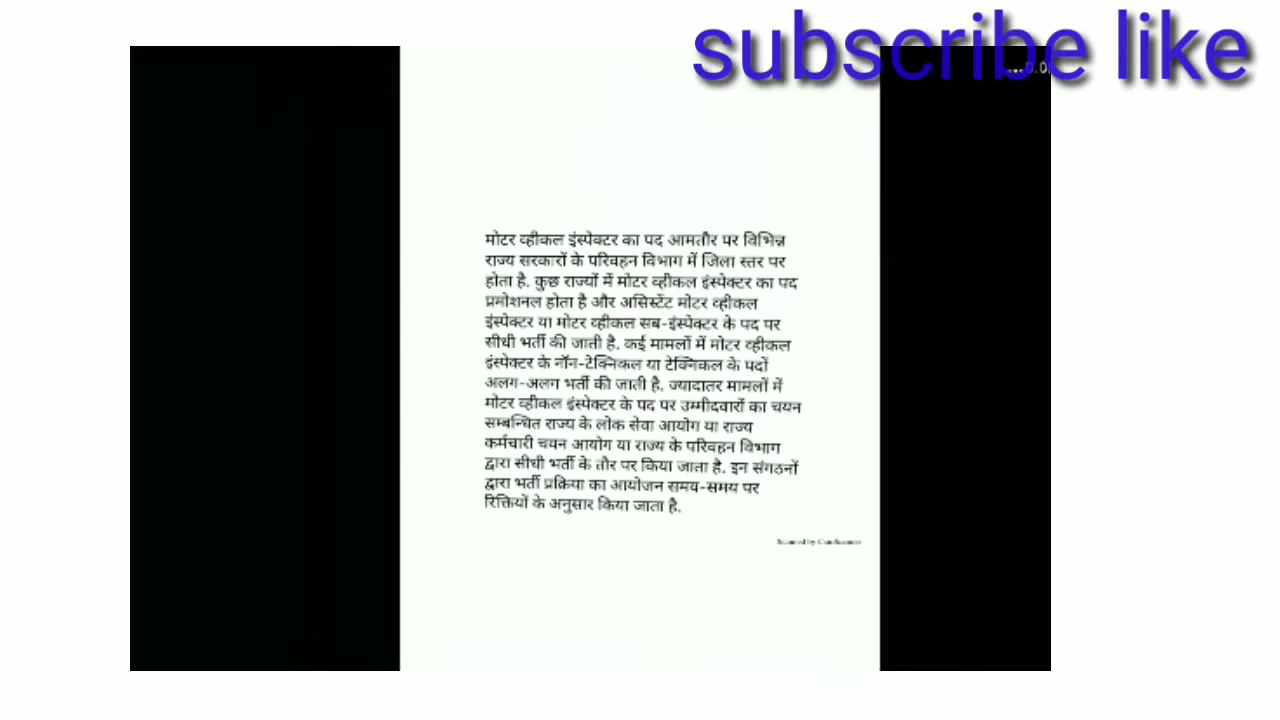 subscribe like
मोटर व्हीकल इंस्पेक्टर का पद आमतौर पर विभिन्न
राज्य सरकारों के परिवहन विभाग में जिला स्तर पर
होता है. कुछ राज्यों में मोटर व्हीकल इंस्पेक्टर का पद
प्रमोशनल होता है और असिस्टेंट मोटर व्हीकल
इंस्पेक्टर या मोटर व्हीकल सब-इंस्पेक्टर के पद पर
सीधी भर्ती की जाती है. कई मामलों में मोटर व्हीकल
इंस्पेक्टर के नॉन-टेक्निकल या टेक्निकल के पदों
अलग-अलग भर्ती की जाती है. ज्यादातर मामलों में
मोटर व्हीकल इंस्पेक्टर के पद पर उम्मीदवारों का चयन
सम्बन्धित राज्य के लोक सेवा आयोग या राज्य
कर्मचारी चयन आयोग या राज्य के परिवहन विभाग
द्वारा सीधी भर्ती के तौर पर किया जाता है. इन संगठनों
द्वारा भर्ती प्रक्रिया का आयोजन समय-समय पर
रिक्तियों के अनुसार किया जाता है.
Scanned by CamScanner